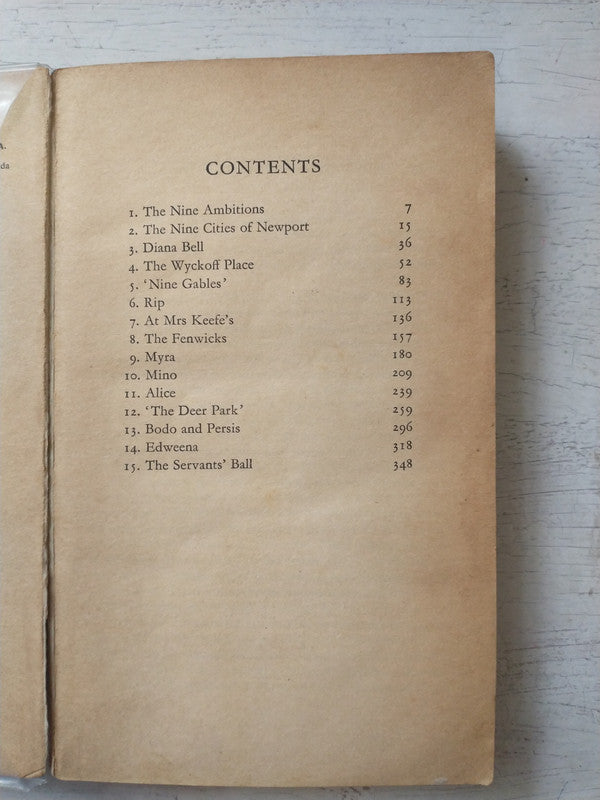 A.
da
CONTENTS
1. The Nine Ambitions 7
2. The Nine Cities of Newport 15
3. Diana Bell 36
4. The Wyckoff Place 52
5. ‘Nine Gables’ 83
6. Rip 113
7. At Mrs Keefe’s 136
8. The Fenwicks 157
9. Myra 180
10. Mino 209
11. Alice 239
12. ‘The Deer Park’ 259
13. Bodo and Persis 296
14. Edweena 318
15. The Servants’ Ball 348